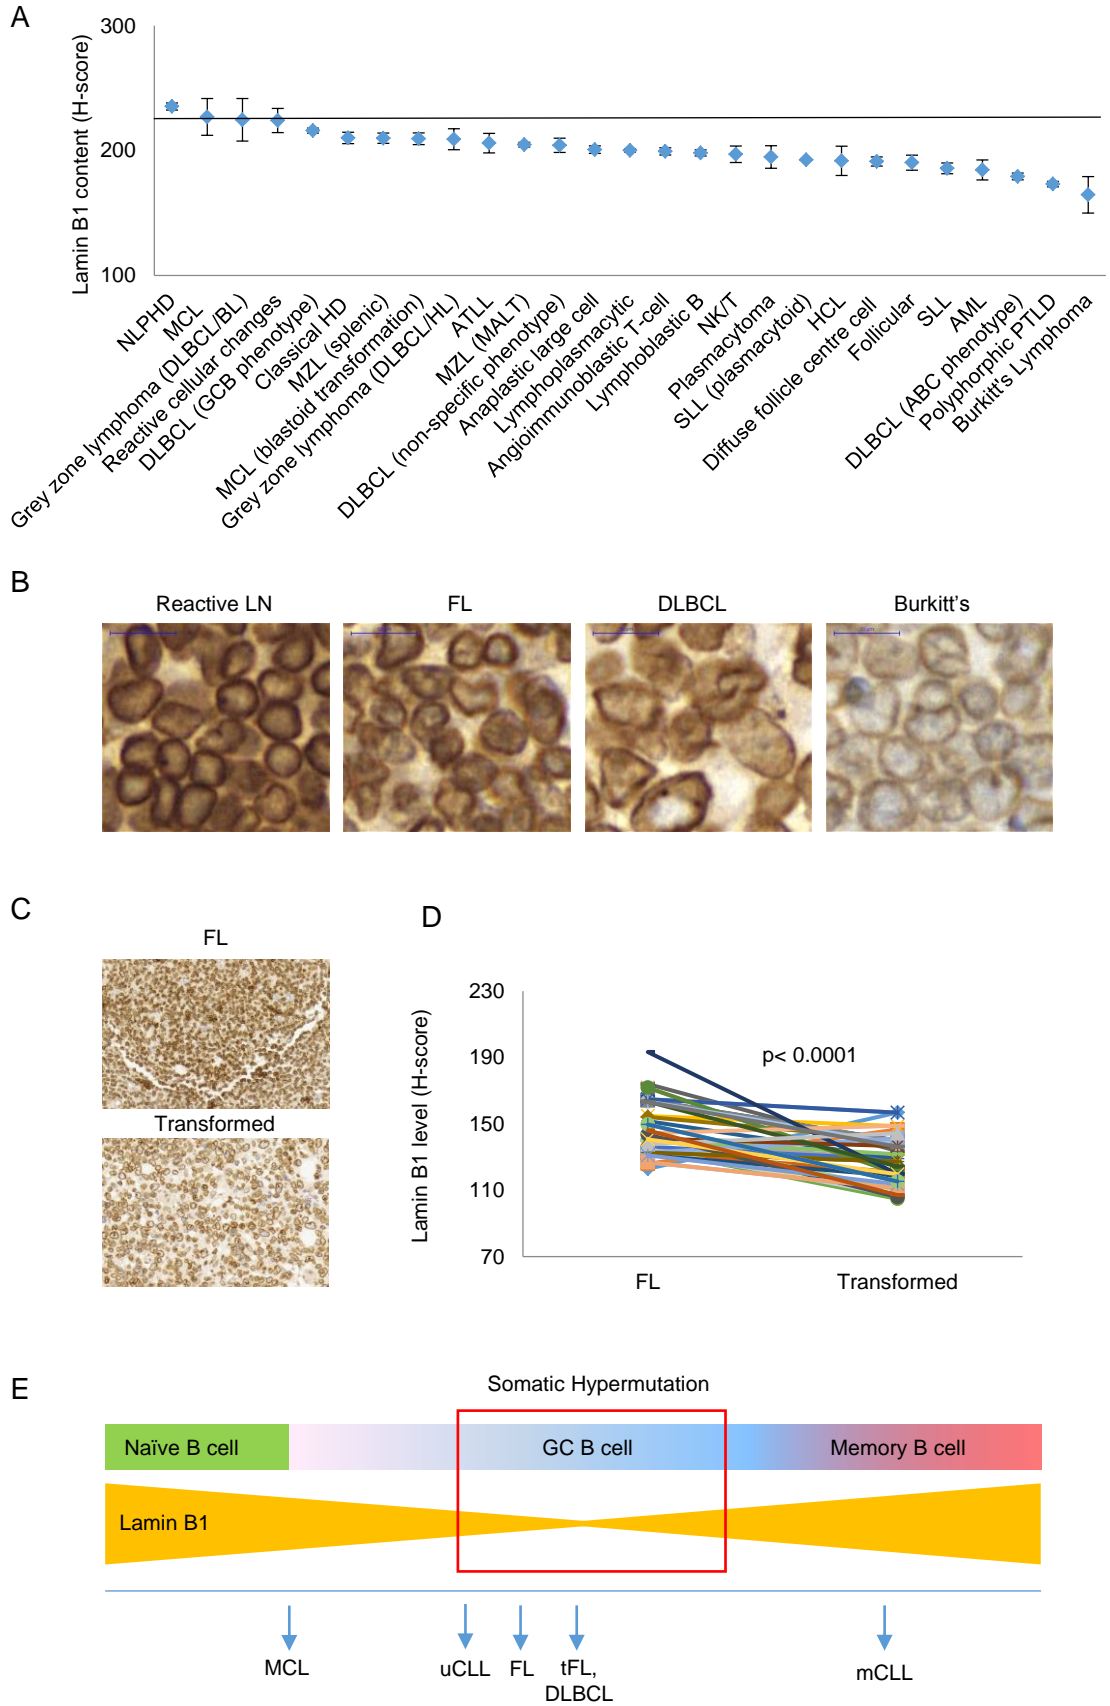 A
300
200
100
Lamin B1 content (H-score)
NLPHD
MCL
Grey zone lymphoma (DLBCL/BL)
Reactive cellular changes
DLBCL (GCB phenotype)
Classical HD
MZL (splenic)
MCL (blastoid transformation)
Grey zone lymphoma (DLBCL/HL)
ATLL
MZL (MALT)
DLBCL (non-specific phenotype)
Anaplastic large cell
Lymphoplasmacytic
Angioimmunoblastic T-cell
Lymphoblastic B
NK/T
Plasmacytoma
SLL (plasmacytoid)
HCL
Diffuse follicle centre cell
Follicular
SLL
AML
DLBCL (ABC phenotype)
Polyphorphic PTLD
Burkitt's Lymphoma
B
Reactive LN
FL
DLBCL
Burkitt's
C
FL
Transformed
D
230
190
150
110
70
Lamin B1 level (H-score)
p< 0.0001
FL
Transformed
E
Somatic Hypermutation
Naïve B cell
GC B cell
Memory B cell
Lamin B1
MCL
uCLL
FL
tFL,
DLBCL
mCLL